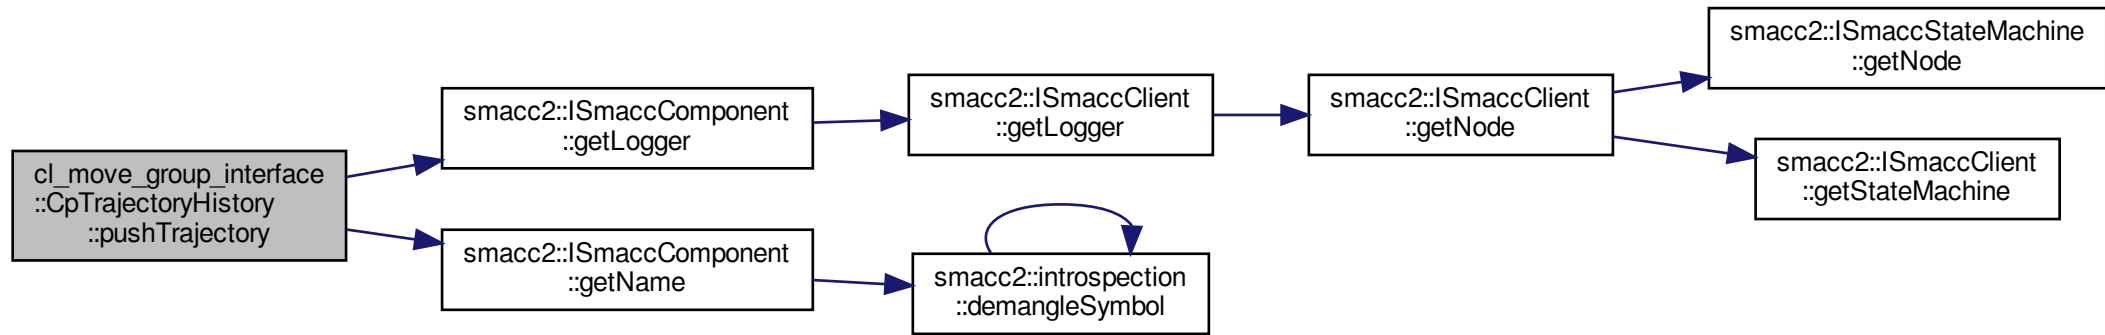 cl_move_group_interface
::CpTrajectoryHistory
::pushTrajectory
smacc2::ISmaccComponent
::getLogger
smacc2::ISmaccClient
::getLogger
smacc2::ISmaccClient
::getNode
smacc2::ISmaccStateMachine
::getNode
smacc2::ISmaccClient
::getStateMachine
smacc2::ISmaccComponent
::getName
smacc2::introspection
::demangleSymbol